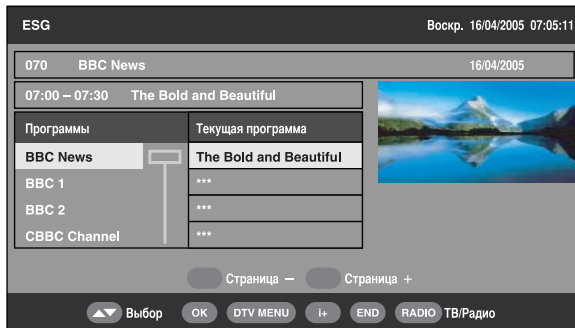 ESG Воскр. 16/04/2005 07:05:11
070 BBC News 16/04/2005
07:00 – 07:30 The Bold and Beautiful
Программы Текущая программа
BBC News The Bold and Beautiful
BBC 1 ***
BBC 2 ***
CBBC Channel ***
Страница – Страница +
Выбор OK DTV MENU i+ END RADIO ТВ/Радио